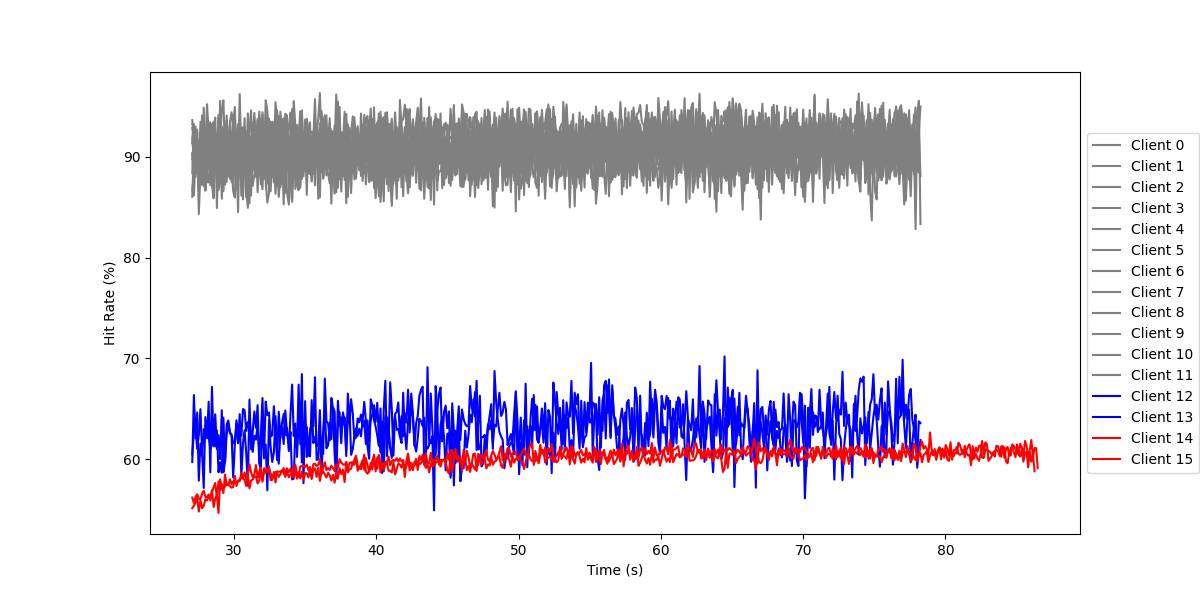 90
80
70
60
Hit Rate (%)
30
40
50
60
70
80
Time (s)
Client 0
Client 1
Client 2
Client 3
Client 4
Client 5
Client 6
Client 7
Client 8
Client 9
Client 10
Client 11
Client 12
Client 13
Client 14
Client 15